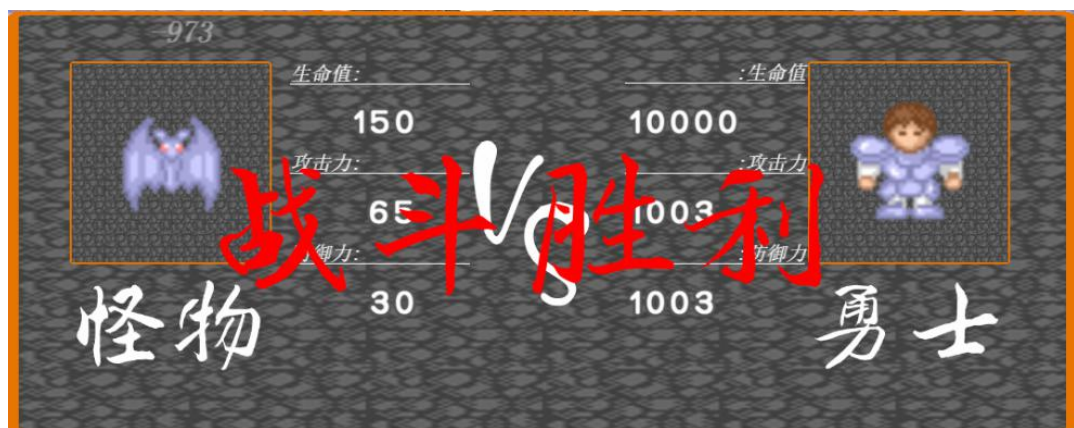 973
生命值: :生命值
150 10000
攻击力: :攻击力
VS
战斗胜利
65 1003
防御力: :防御力
30 1003
怪物 勇士